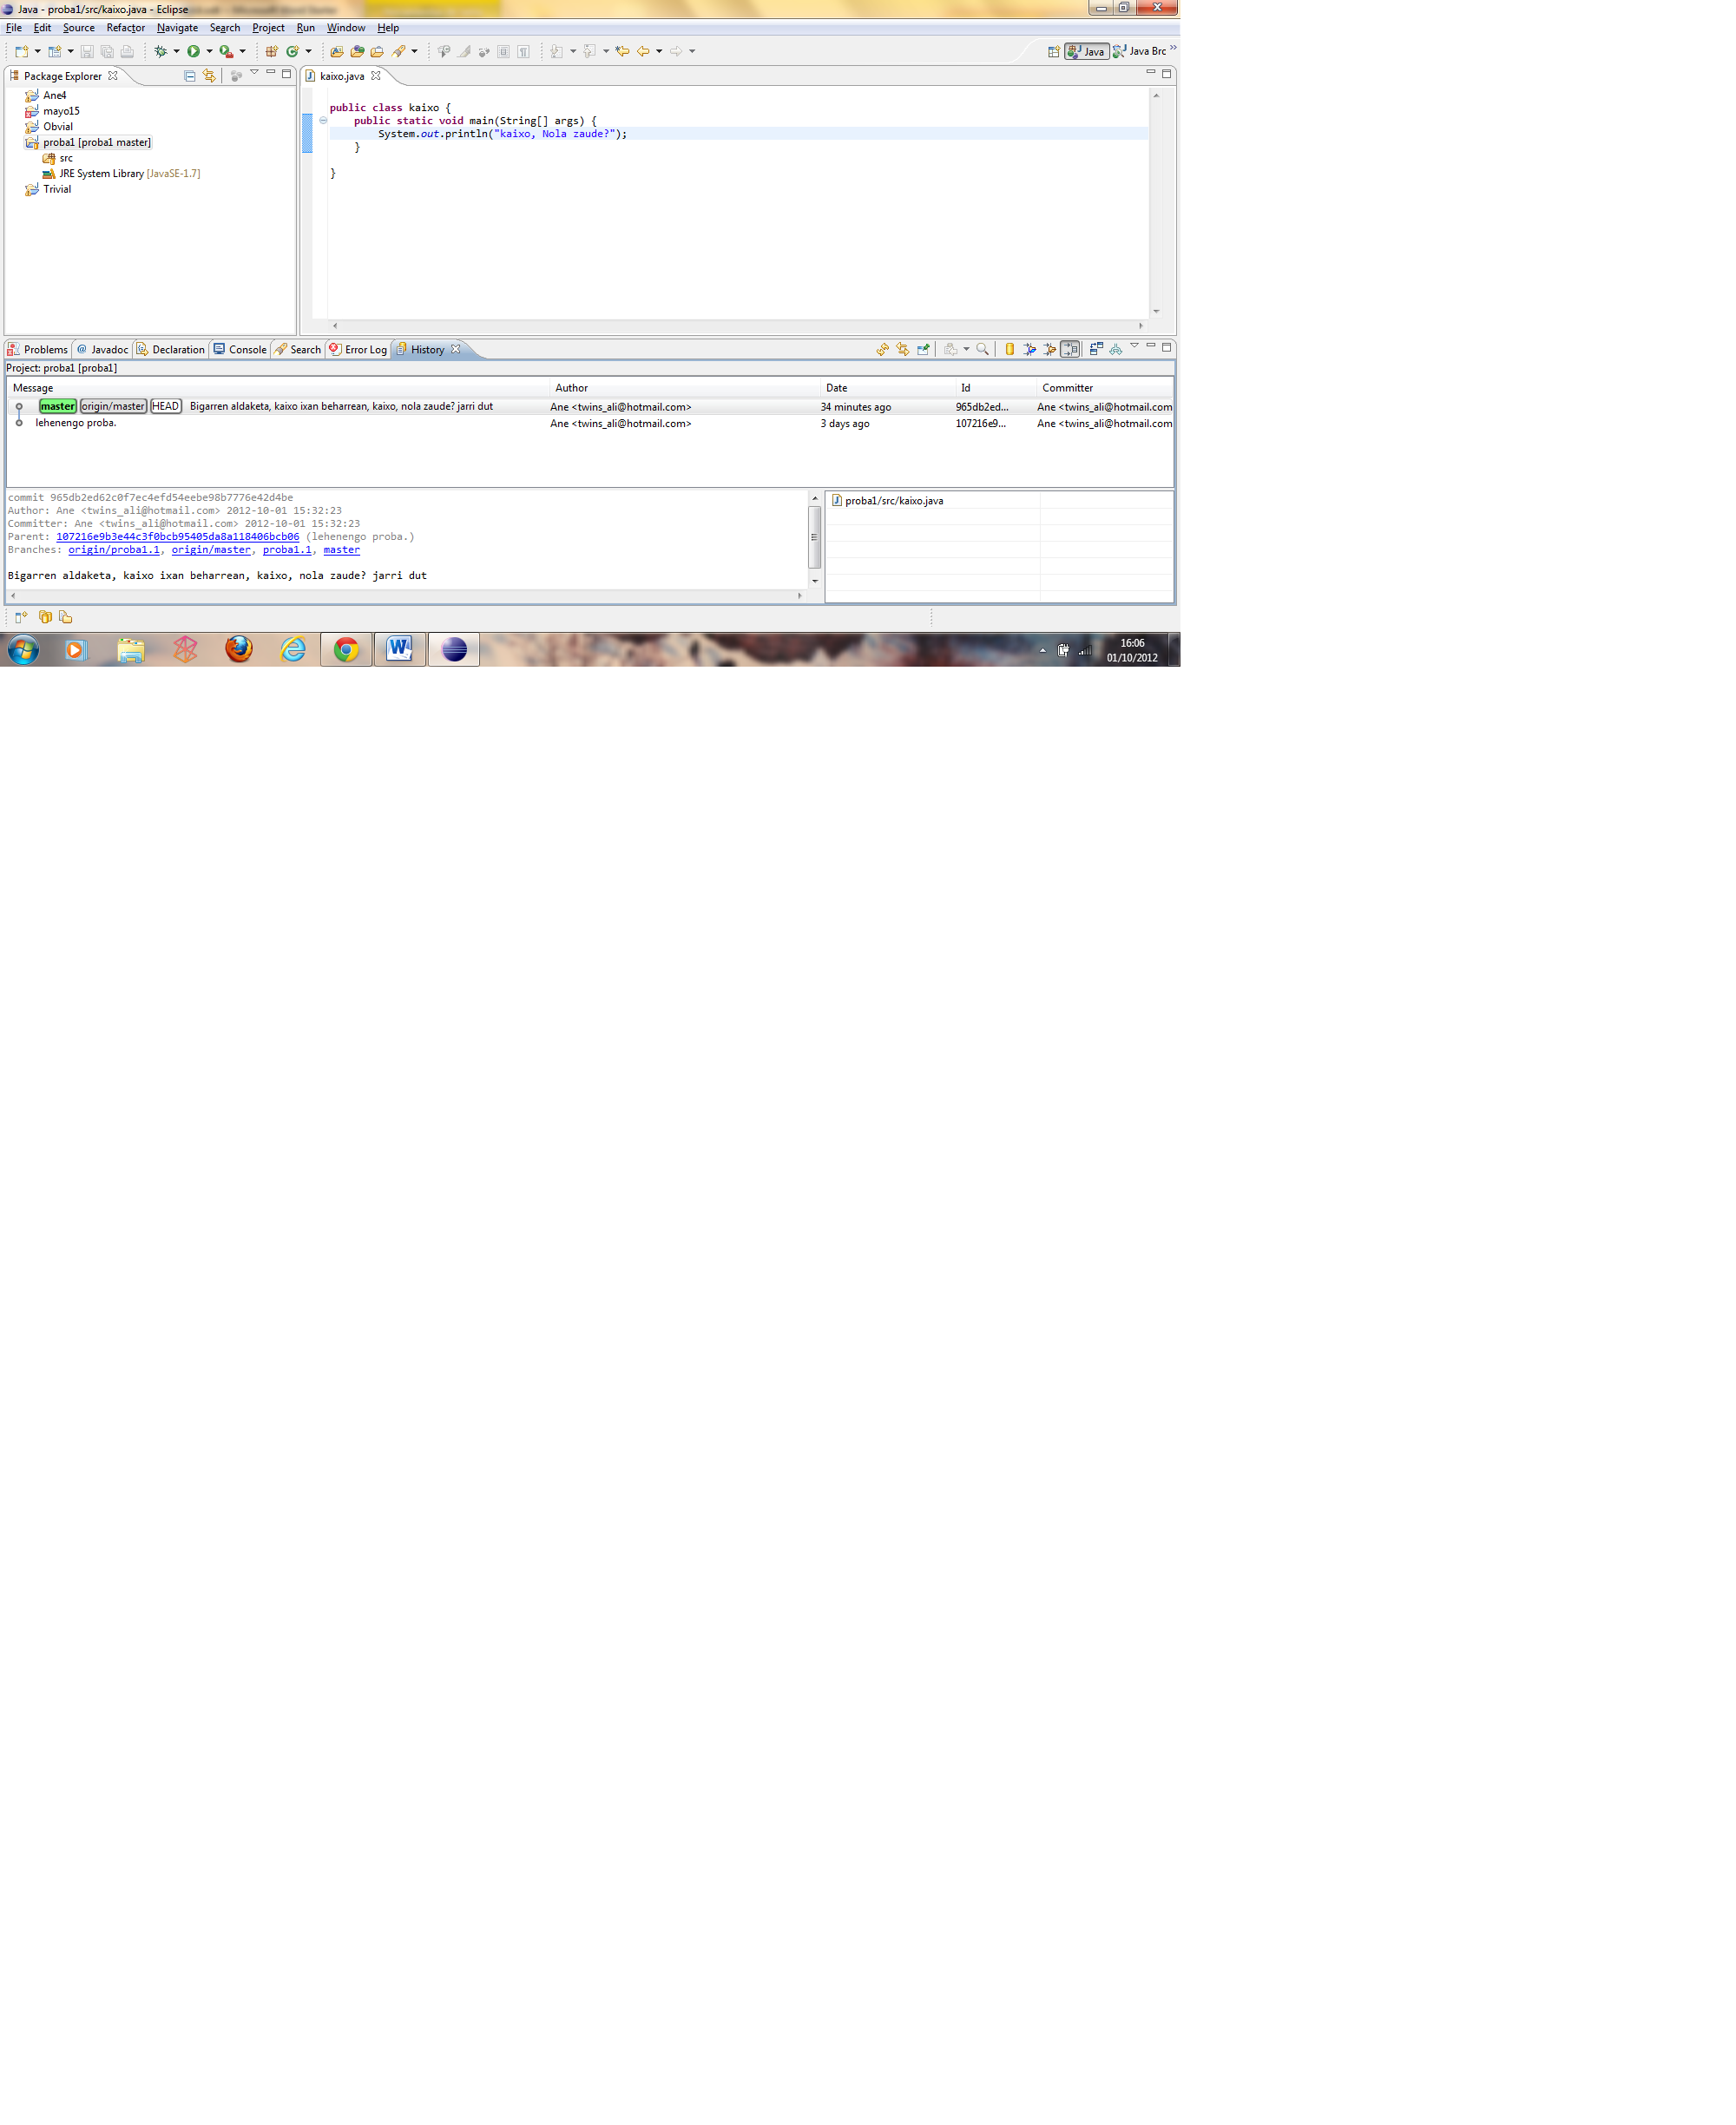 Java - proba1/src/kaixo.java - Eclipse
File Edit Source Refactor Navigate Search Project Run Window Help
Java Java Brc
Package Explorer
Ane4
mayo15
Obvial
proba1 [proba1 master]
src
JRE System Library [JavaSE-1.7]
Trivial
kaixo.java
public class kaixo {
public static void main(String[] args) {
System.out.println("kaixo, Nola zaude?");
}
}
Problems @ Javadoc Declaration Console Search Error Log History
Project: proba1 [proba1]
Message Author Date Id Committer
master origin/master HEAD Bigarren aldaketa, kaixo ixan beharrean, kaixo, nola zaude? jarri dut Ane <twins_ali@hotmail.com> 34 minutes ago 965db2ed... Ane <twins_ali@hotmail.com
lehenengo proba. Ane <twins_ali@hotmail.com> 3 days ago 107216e9... Ane <twins_ali@hotmail.com
commit 965db2ed62c0f7ec4efd54eebe98b7776e42d4be
Author: Ane <twins_ali@hotmail.com> 2012-10-01 15:32:23
Committer: Ane <twins_ali@hotmail.com> 2012-10-01 15:32:23
Parent: 107216e9b3e44c3f0bcb95405da8a118406bcb06 (lehenengo proba.)
Branches: origin/proba1.1, origin/master, proba1.1, master
Bigarren aldaketa, kaixo ixan beharrean, kaixo, nola zaude? jarri dut
proba1/src/kaixo.java
16:06
01/10/2012